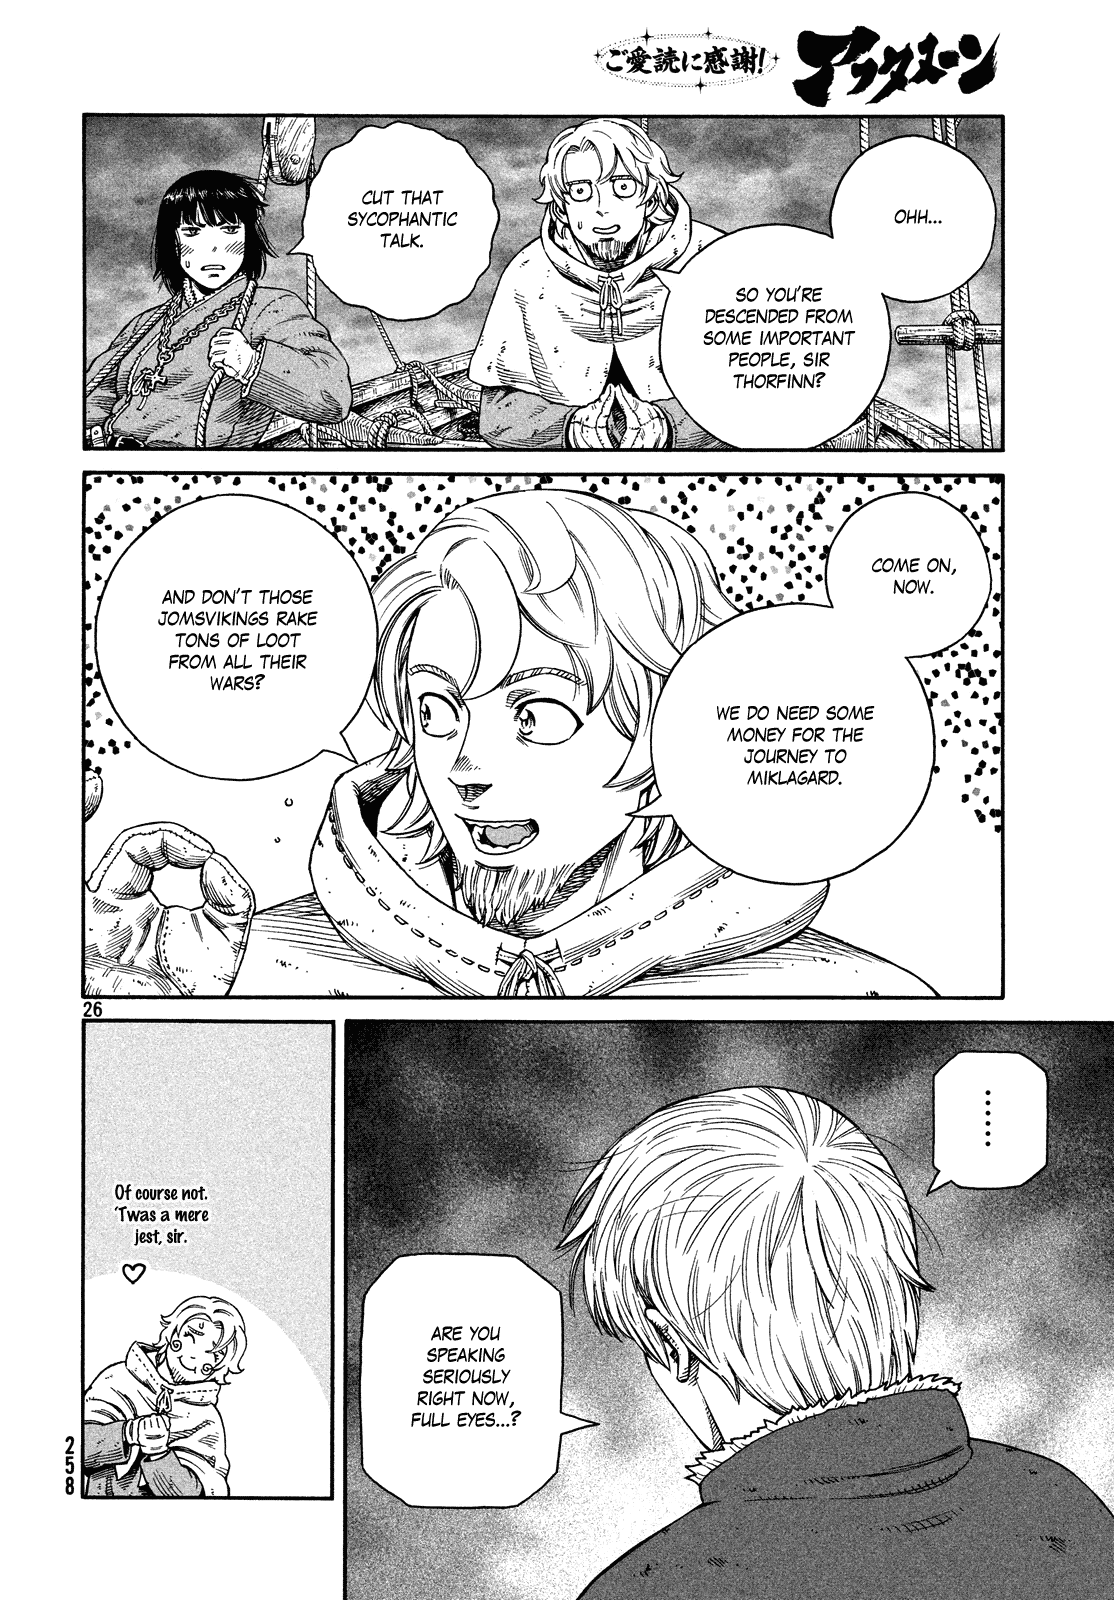 ご愛読に感謝!
アフタヌーン
OHH...
SO YOU'RE
DESCENDED FROM
SOME IMPORTANT
PEOPLE, SIR
THORFINN?
CUT THAT
SYCOPHANTIC
TALK.
COME ON,
NOW.
WE DO NEED SOME
MONEY FOR THE
JOURNEY TO
MIKLAGARD.
AND DON'T THOSE
JOMSVIKINGS RAKE
TONS OF LOOT
FROM ALL THEIR
WARS?
26
......
ARE YOU
SPEAKING
SERIOUSLY
RIGHT NOW,
FULL EYES...?
Of course not.
'Twas a mere
jest, sir.
258